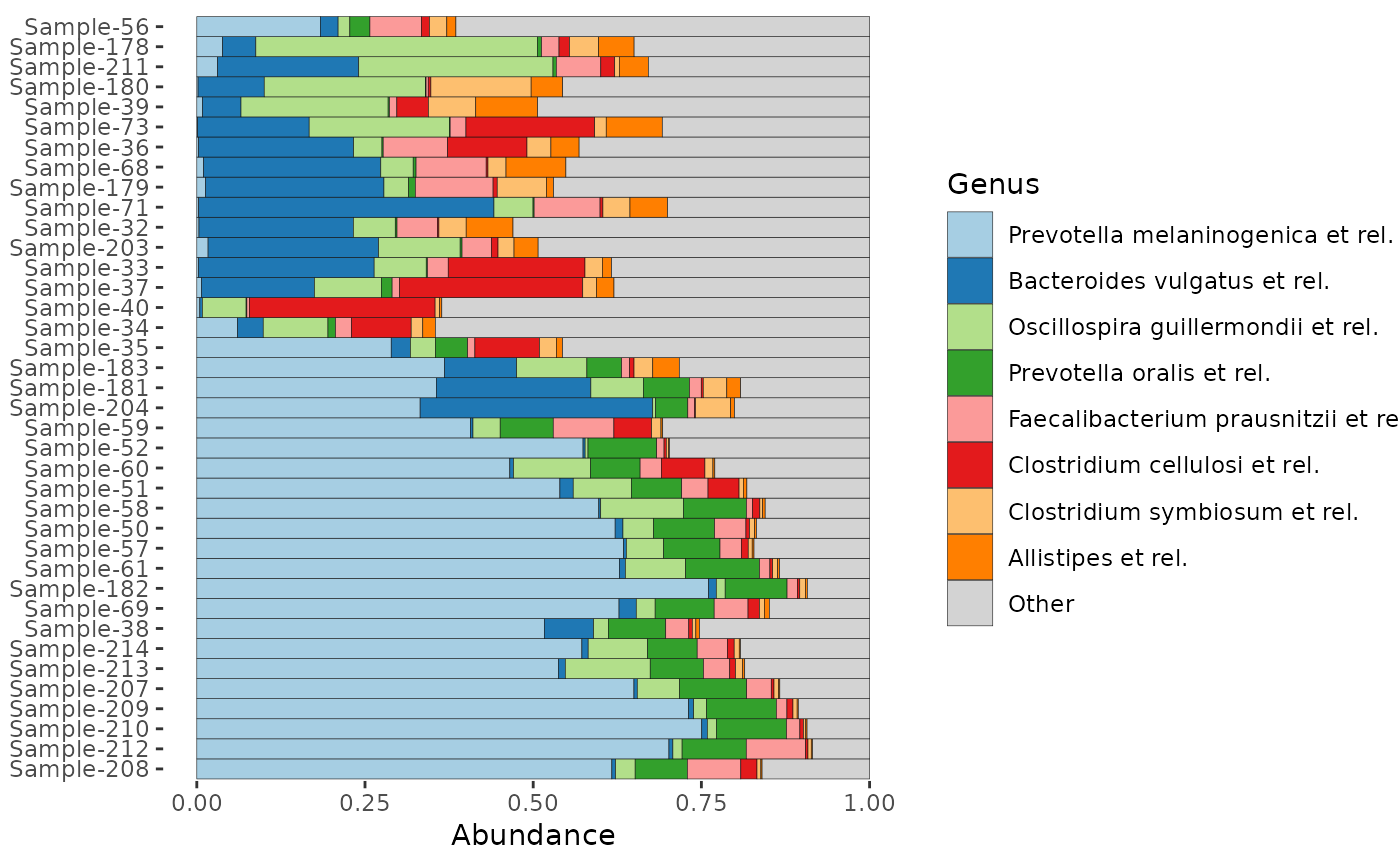 Sample-56
Sample-178
Sample-211
Sample-180
Sample-39
Sample-73
Sample-36
Sample-68
Sample-179
Sample-71
Sample-32
Sample-203
Sample-33
Sample-37
Sample-40
Sample-34
Sample-35
Sample-183
Sample-181
Sample-204
Sample-59
Sample-52
Sample-60
Sample-51
Sample-58
Sample-50
Sample-57
Sample-61
Sample-182
Sample-69
Sample-38
Sample-214
Sample-213
Sample-207
Sample-209
Sample-210
Sample-212
Sample-208
0.00 0.25 0.50 0.75 1.00
Abundance
Genus
Prevotella melaninogenica et rel.
Bacteroides vulgatus et rel.
Oscillospira guillermondii et rel.
Prevotella oralis et rel.
Faecalibacterium prausnitzii et re
Clostridium cellulosi et rel.
Clostridium symbiosum et rel.
Allistipes et rel.
Other